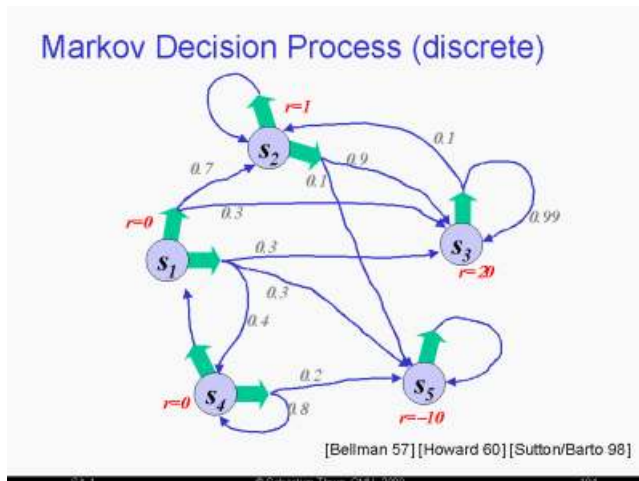 Markov Decision Process (discrete)
r=1
s2
0.1
0.7
0.9
0.1
r=0
0.3
0.99
s1
0.3
s3
r=20
0.3
0.4
0.2
s4
s5
r=0
0.8
r=-10
[Bellman 57] [Howard 60] [Sutton/Barto 98]